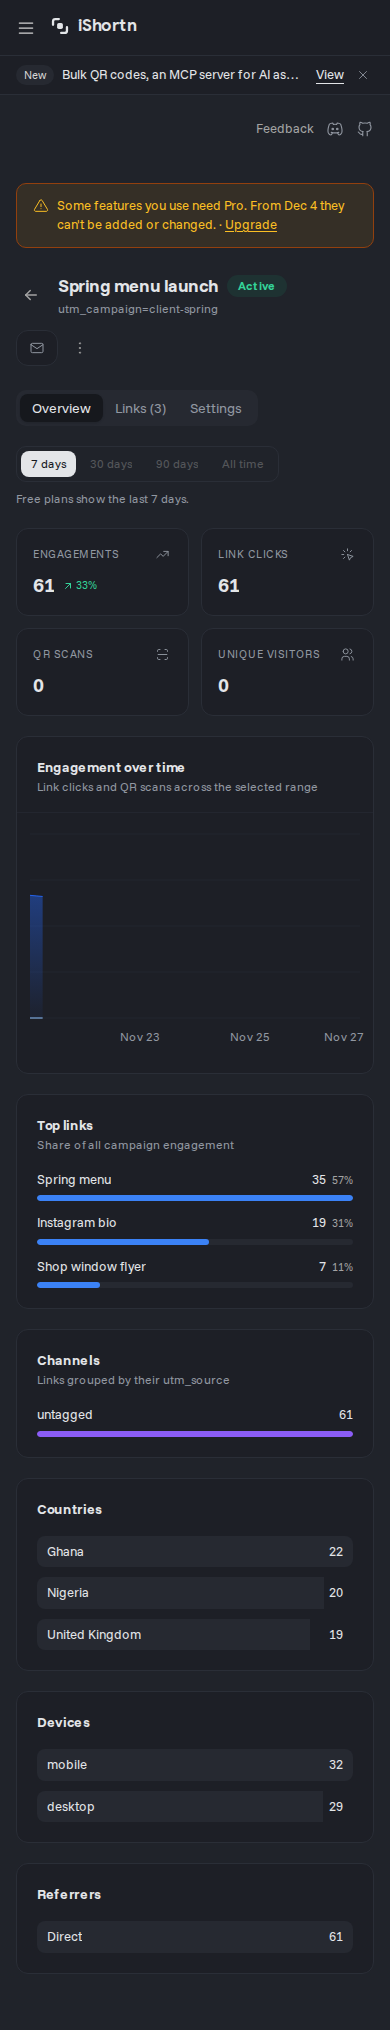 iShortn
New
Bulk QR codes, an MCP server for AI as…
View
Feedback
Some features you use need Pro. From Dec 4 they
can't be added or changed. · Upgrade
Spring menu launch
Active
utm_campaign=client-spring
Overview
Links (3)
Settings
7 days
30 days
90 days
All time
Free plans show the last 7 days.
ENGAGEMENTS
61
33%
LINK CLICKS
61
QR SCANS
0
UNIQUE VISITORS
0
Engagement over time
Link clicks and QR scans across the selected range
Nov 23
Nov 25
Nov 27
Top links
Share of all campaign engagement
Spring menu
35
57%
Instagram bio
19
31%
Shop window flyer
7
11%
Channels
Links grouped by their utm_source
untagged
61
Countries
Ghana
22
Nigeria
20
United Kingdom
19
Devices
mobile
32
desktop
29
Referrers
Direct
61